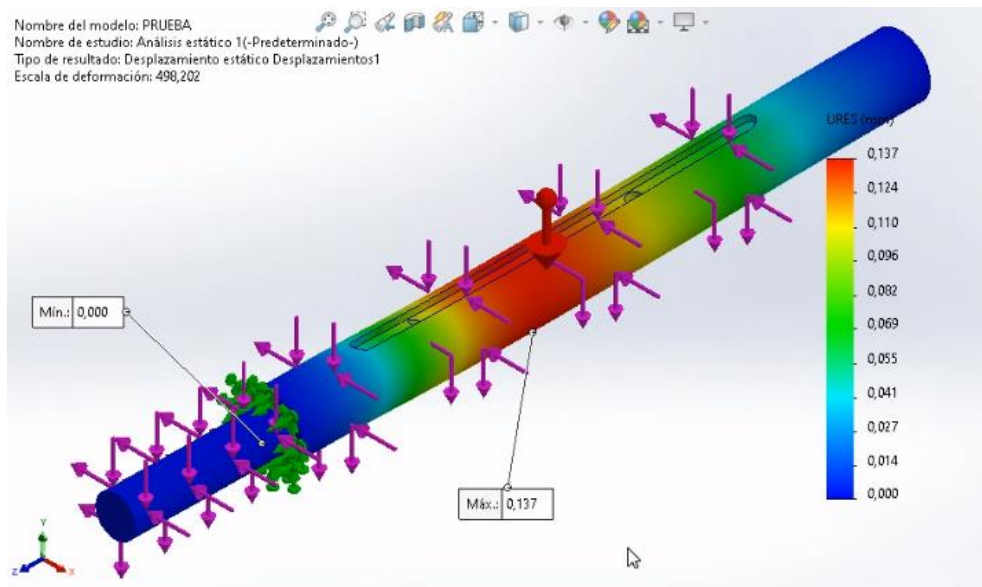 Nombre del modelo: PRUEBA
Nombre de estudio: Análisis estático 1(-Predeterminado-)
Tipo de resultado: Desplazamiento estático Desplazamientos1
Escala de deformación: 498,202
URES (mm)
0,137
0,124
0,110
0,096
0,082
0,069
0,055
0,041
0,027
0,014
0,000
Mín.: 0,000
Máx.: 0,137
Y
Z
X